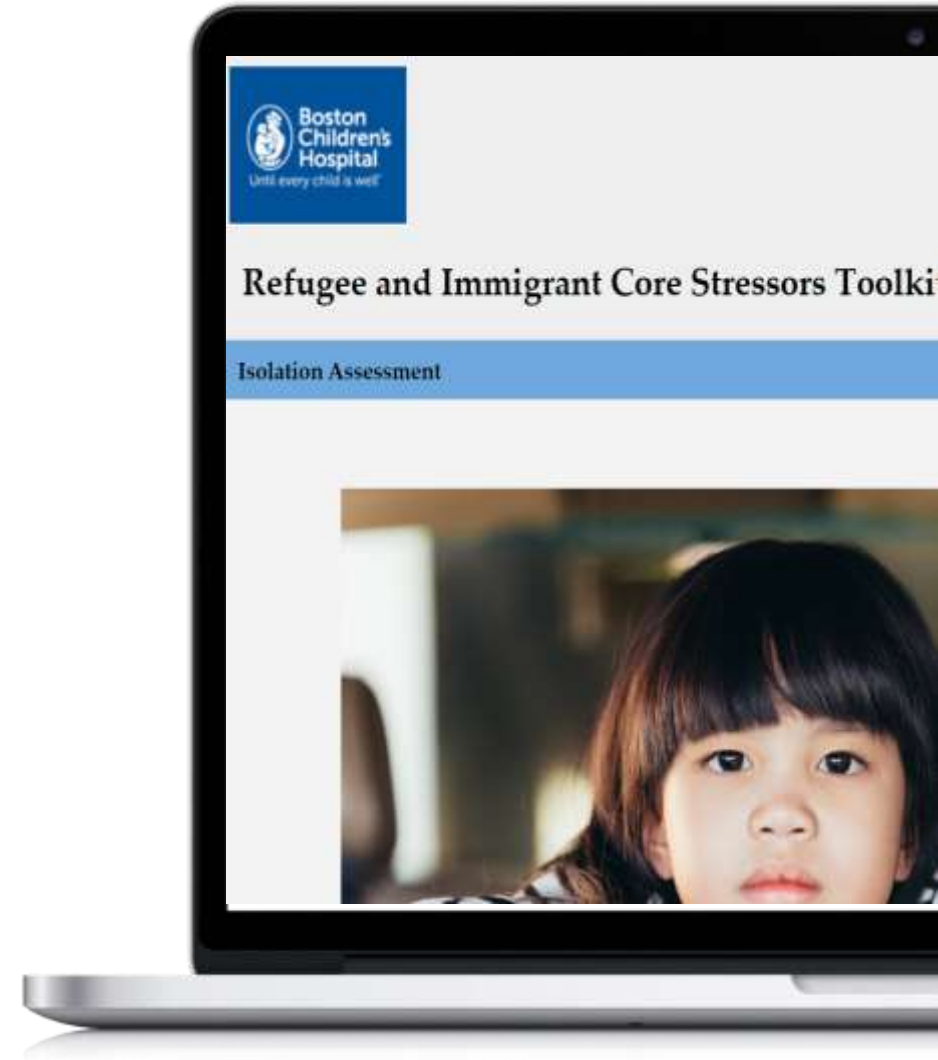 Boston
Children's
Hospital
Until every child is well
Refugee and Immigrant Core Stressors Toolki
Isolation Assessment